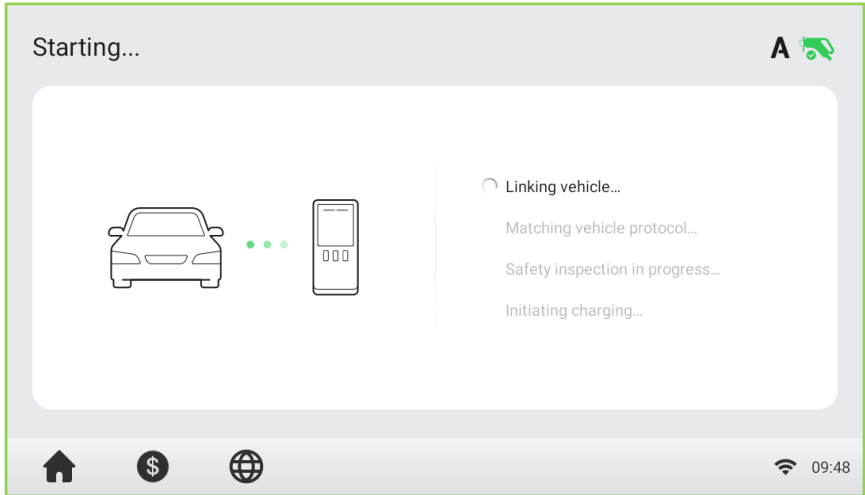 Starting...
A
Linking vehicle...
Matching vehicle protocol...
Safety inspection in progress...
Initiating charging...
$
09:48